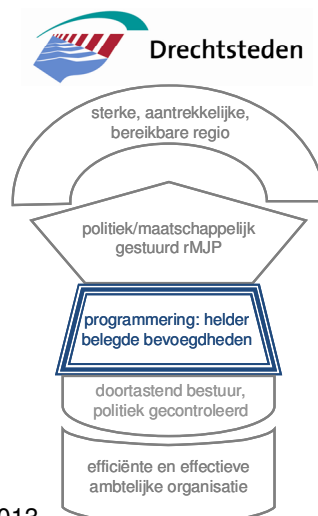 Drechtsteden
sterke, aantrekkelijke,
bereikbare regio
politiek/maatschappelijk
gestuurd rMJP
programmering: helder
belegde bevoegdheden
doortastend bestuur,
politiek gecontroleerd
efficiënte en effectieve
ambtelijke organisatie